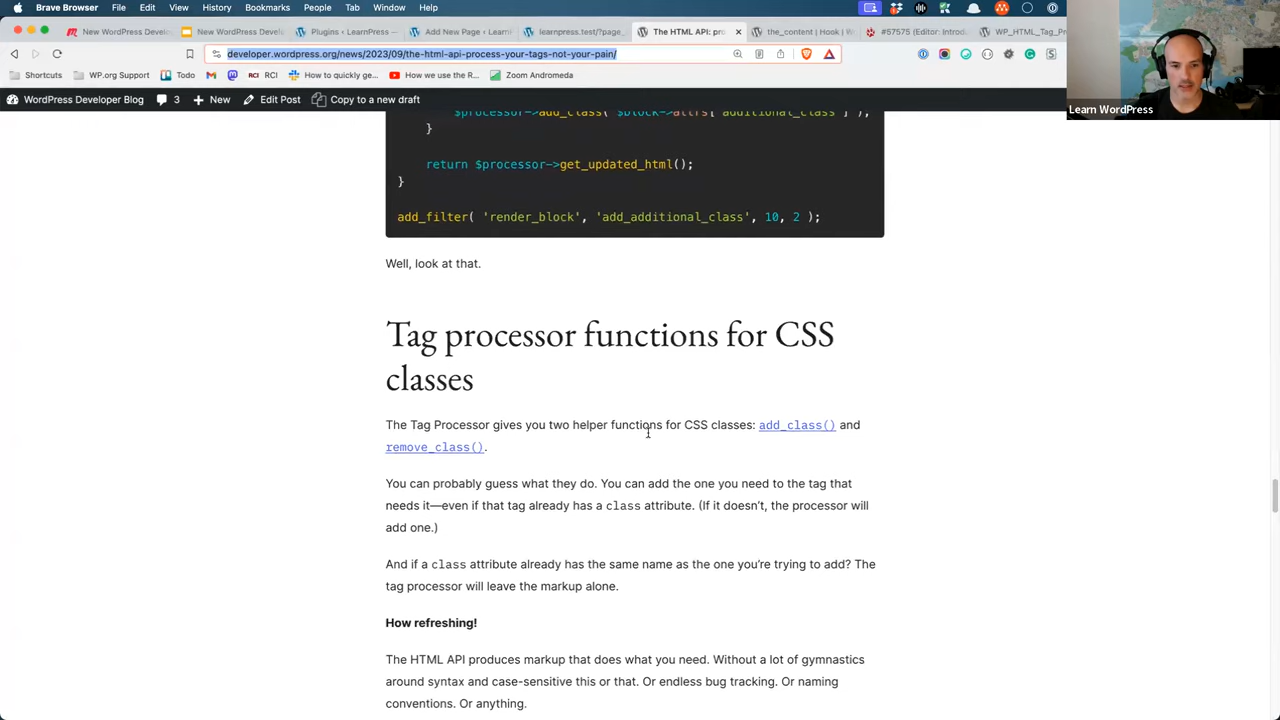 Brave Browser File Edit View History Bookmarks People Tab Window Help
New WordPress Develo New WordPress Develo Plugins ‹ LearnPress — Add New Page ‹ Learn learnpress.test/?page_ The HTML API: pro the_content | Hook | W #57575 (Editor: Introd WP_HTML_Tag_Pr
developer.wordpress.org/news/2023/09/the-html-api-process-your-tags-not-your-pain/
Shortcuts WP.org Support Todo RCI How to quickly ge... How we use the R... Zoom Andromeda
WordPress Developer Blog 3 New Edit Post Copy to a new draft
Learn WordPress
$processor->add_class( $block->attrs['additional_class'] );
}
return $processor->get_updated_html();
}
add_filter( 'render_block', 'add_additional_class', 10, 2 );
Well, look at that.
Tag processor functions for CSS
classes
The Tag Processor gives you two helper functions for CSS classes: add_class() and
remove_class().
You can probably guess what they do. You can add the one you need to the tag that
needs it—even if that tag already has a class attribute. (If it doesn't, the processor will
add one.)
And if a class attribute already has the same name as the one you're trying to add? The
tag processor will leave the markup alone.
How refreshing!
The HTML API produces markup that does what you need. Without a lot of gymnastics
around syntax and case-sensitive this or that. Or endless bug tracking. Or naming
conventions. Or anything.